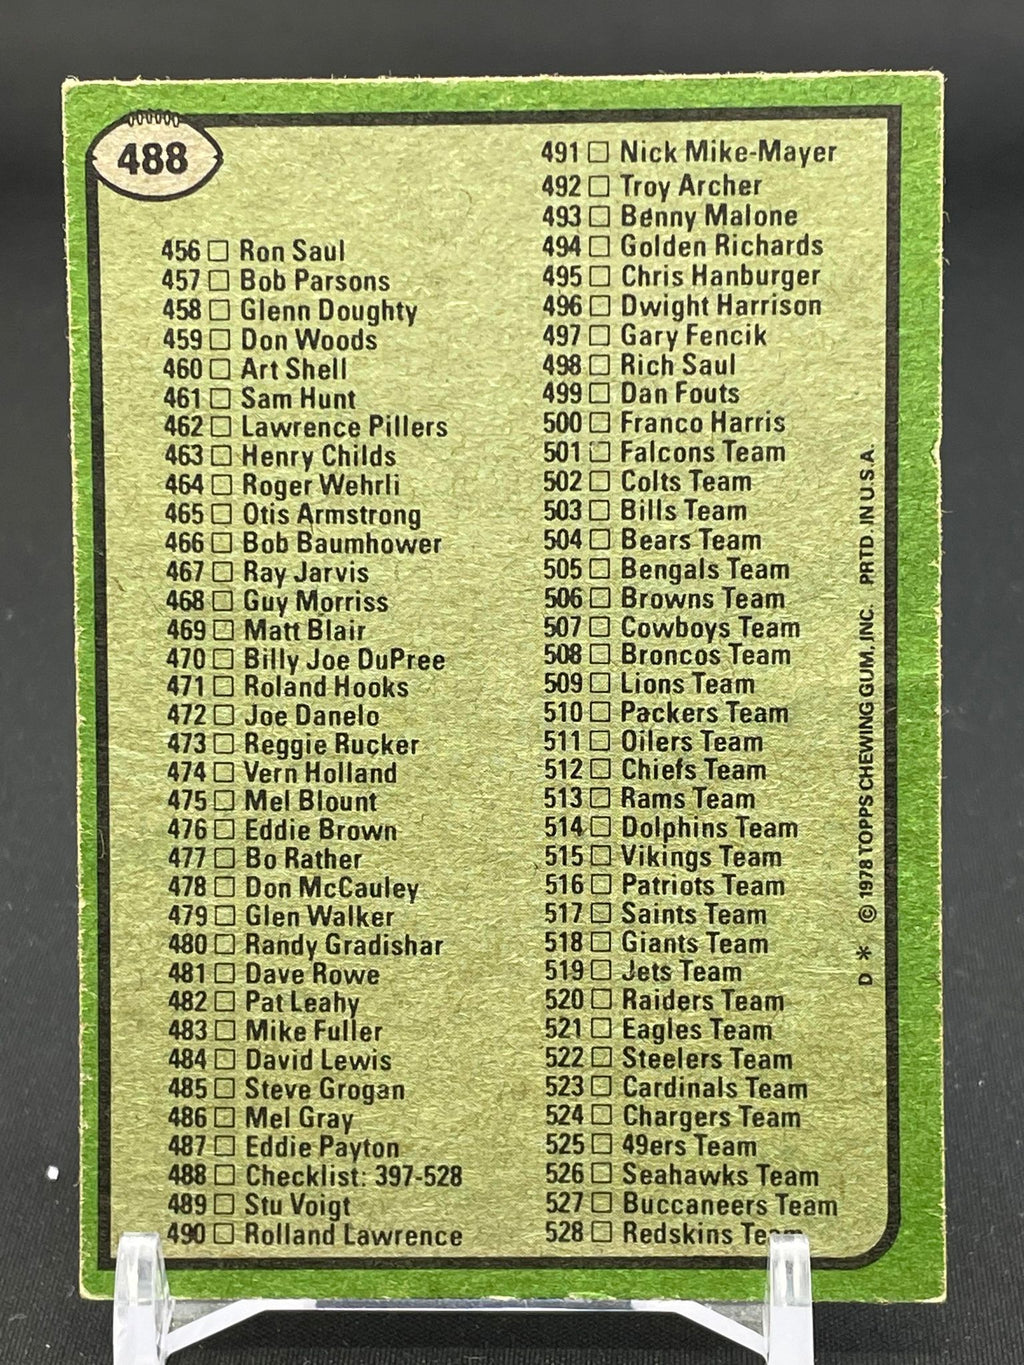 488
456 □ Ron Saul
457 □ Bob Parsons
458 □ Glenn Doughty
459 □ Don Woods
460 □ Art Shell
461 □ Sam Hunt
462 □ Lawrence Pillers
463 □ Henry Childs
464 □ Roger Wehrli
465 □ Otis Armstrong
466 □ Bob Baumhower
467 □ Ray Jarvis
468 □ Guy Morriss
469 □ Matt Blair
470 □ Billy Joe DuPree
471 □ Roland Hooks
472 □ Joe Danelo
473 □ Reggie Rucker
474 □ Vern Holland
475 □ Mel Blount
476 □ Eddie Brown
477 □ Bo Rather
478 □ Don McCauley
479 □ Glen Walker
480 □ Randy Gradishar
481 □ Dave Rowe
482 □ Pat Leahy
483 □ Mike Fuller
484 □ David Lewis
485 □ Steve Grogan
486 □ Mel Gray
487 □ Eddie Payton
488 □ Checklist: 397-528
489 □ Stu Voigt
490 □ Rolland Lawrence
491 □ Nick Mike-Mayer
492 □ Troy Archer
493 □ Benny Malone
494 □ Golden Richards
495 □ Chris Hanburger
496 □ Dwight Harrison
497 □ Gary Fencik
498 □ Rich Saul
499 □ Dan Fouts
500 □ Franco Harris
501 □ Falcons Team
502 □ Colts Team
503 □ Bills Team
504 □ Bears Team
505 □ Bengals Team
506 □ Browns Team
507 □ Cowboys Team
508 □ Broncos Team
509 □ Lions Team
510 □ Packers Team
511 □ Oilers Team
512 □ Chiefs Team
513 □ Rams Team
514 □ Dolphins Team
515 □ Vikings Team
516 □ Patriots Team
517 □ Saints Team
518 □ Giants Team
519 □ Jets Team
520 □ Raiders Team
521 □ Eagles Team
522 □ Steelers Team
523 □ Cardinals Team
524 □ Chargers Team
525 □ 49ers Team
526 □ Seahawks Team
527 □ Buccaneers Team
528 □ Redskins Team
D * © 1978 TOPPS CHEWING GUM, INC. PRTD. IN U.S.A.